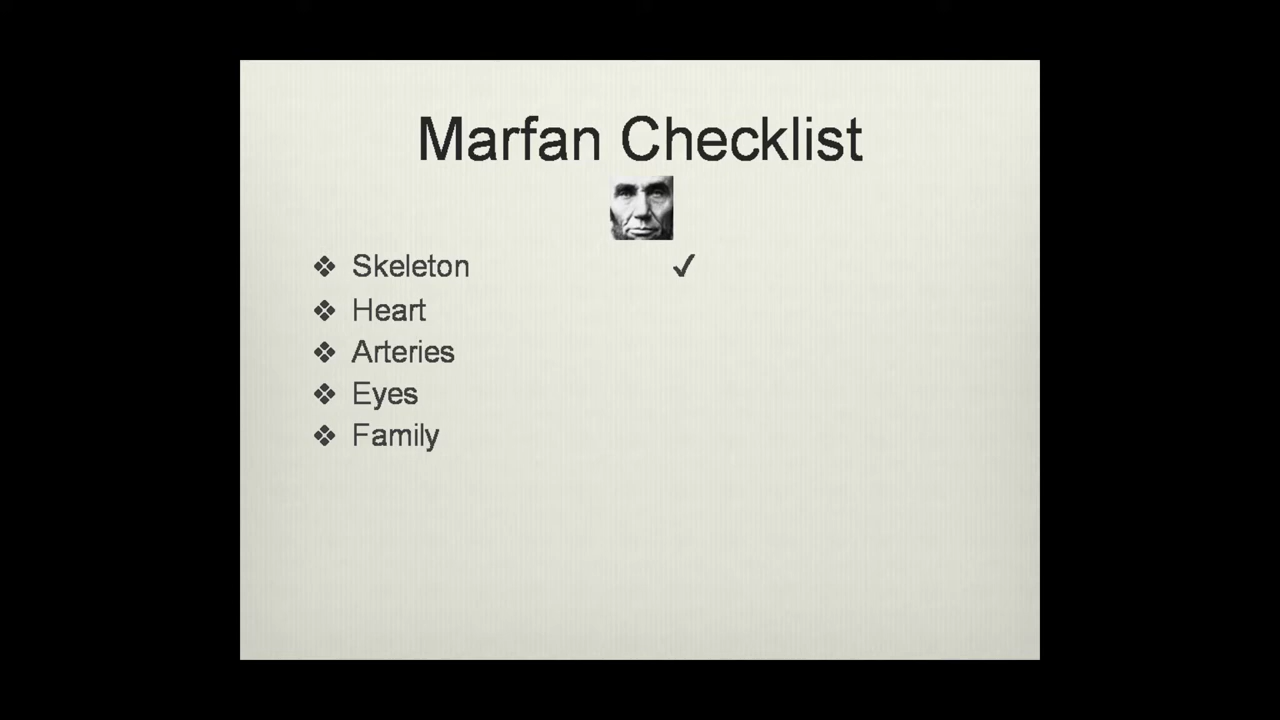 Marfan Checklist
❖ Skeleton ✓
❖ Heart
❖ Arteries
❖ Eyes
❖ Family